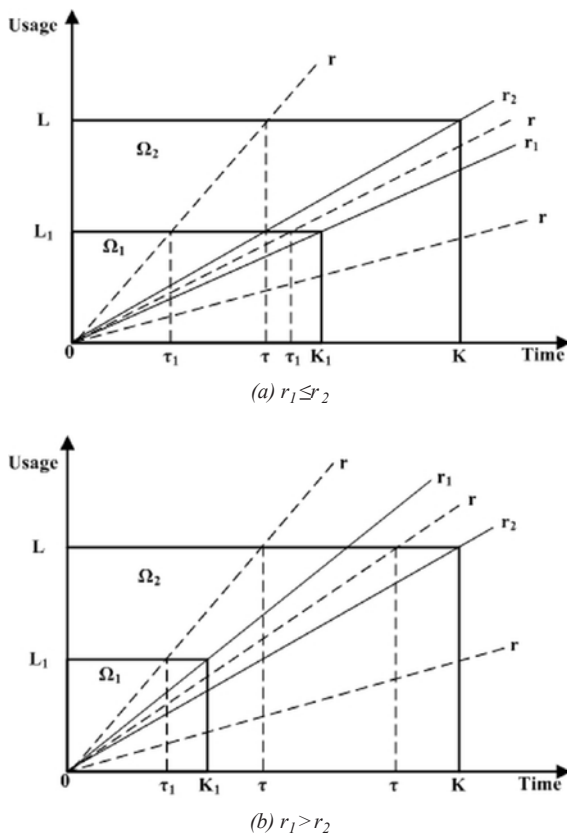 Usage
r
r₂
L
r
r₁
Ω₂
L₁
Ω₁
r
0
τ₁
τ
τ₁
K₁
K
Time
(a) r₁≤r₂
Usage
r
r₁
r
L
r₂
Ω₂
L₁
Ω₁
r
0
τ₁
K₁
τ
τ
K
Time
(b) r₁>r₂